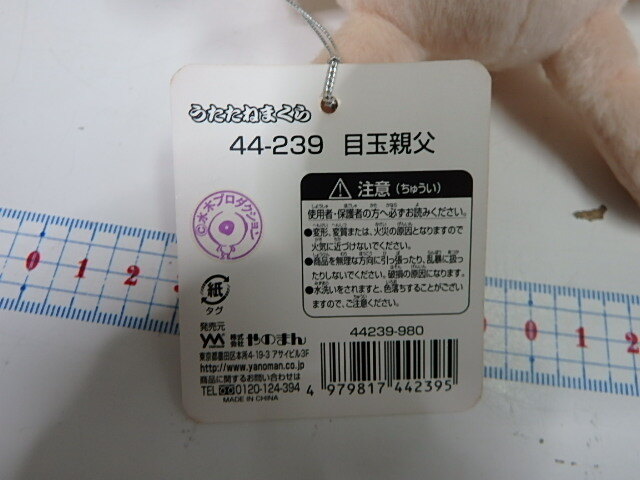 うたたねまくら
44-239 目玉親父
注意(ちゅうい)
使用者・保護者の方へ必ずお読みください。
●変形、変質または、火災の原因となりますので
火気に近づけないでください。
●商品を無理な方向に引っ張ったり、乱暴に扱っ
たりしないでください。破損の原因になります。
●水洗いをされますと、色落ちすることがござい
ますので、ご注意ください。
©水木プロダクション
紙
タグ
発売元
株式会社 やのまん
東京都墨田区本所4-19-3 アサイビル3F
http://www.yanoman.co.jp
商品に関するお問い合わせは
TEL 0120-124-394
MADE IN CHINA
44239-980
4 979817 442395
0 1 2
0 1 2